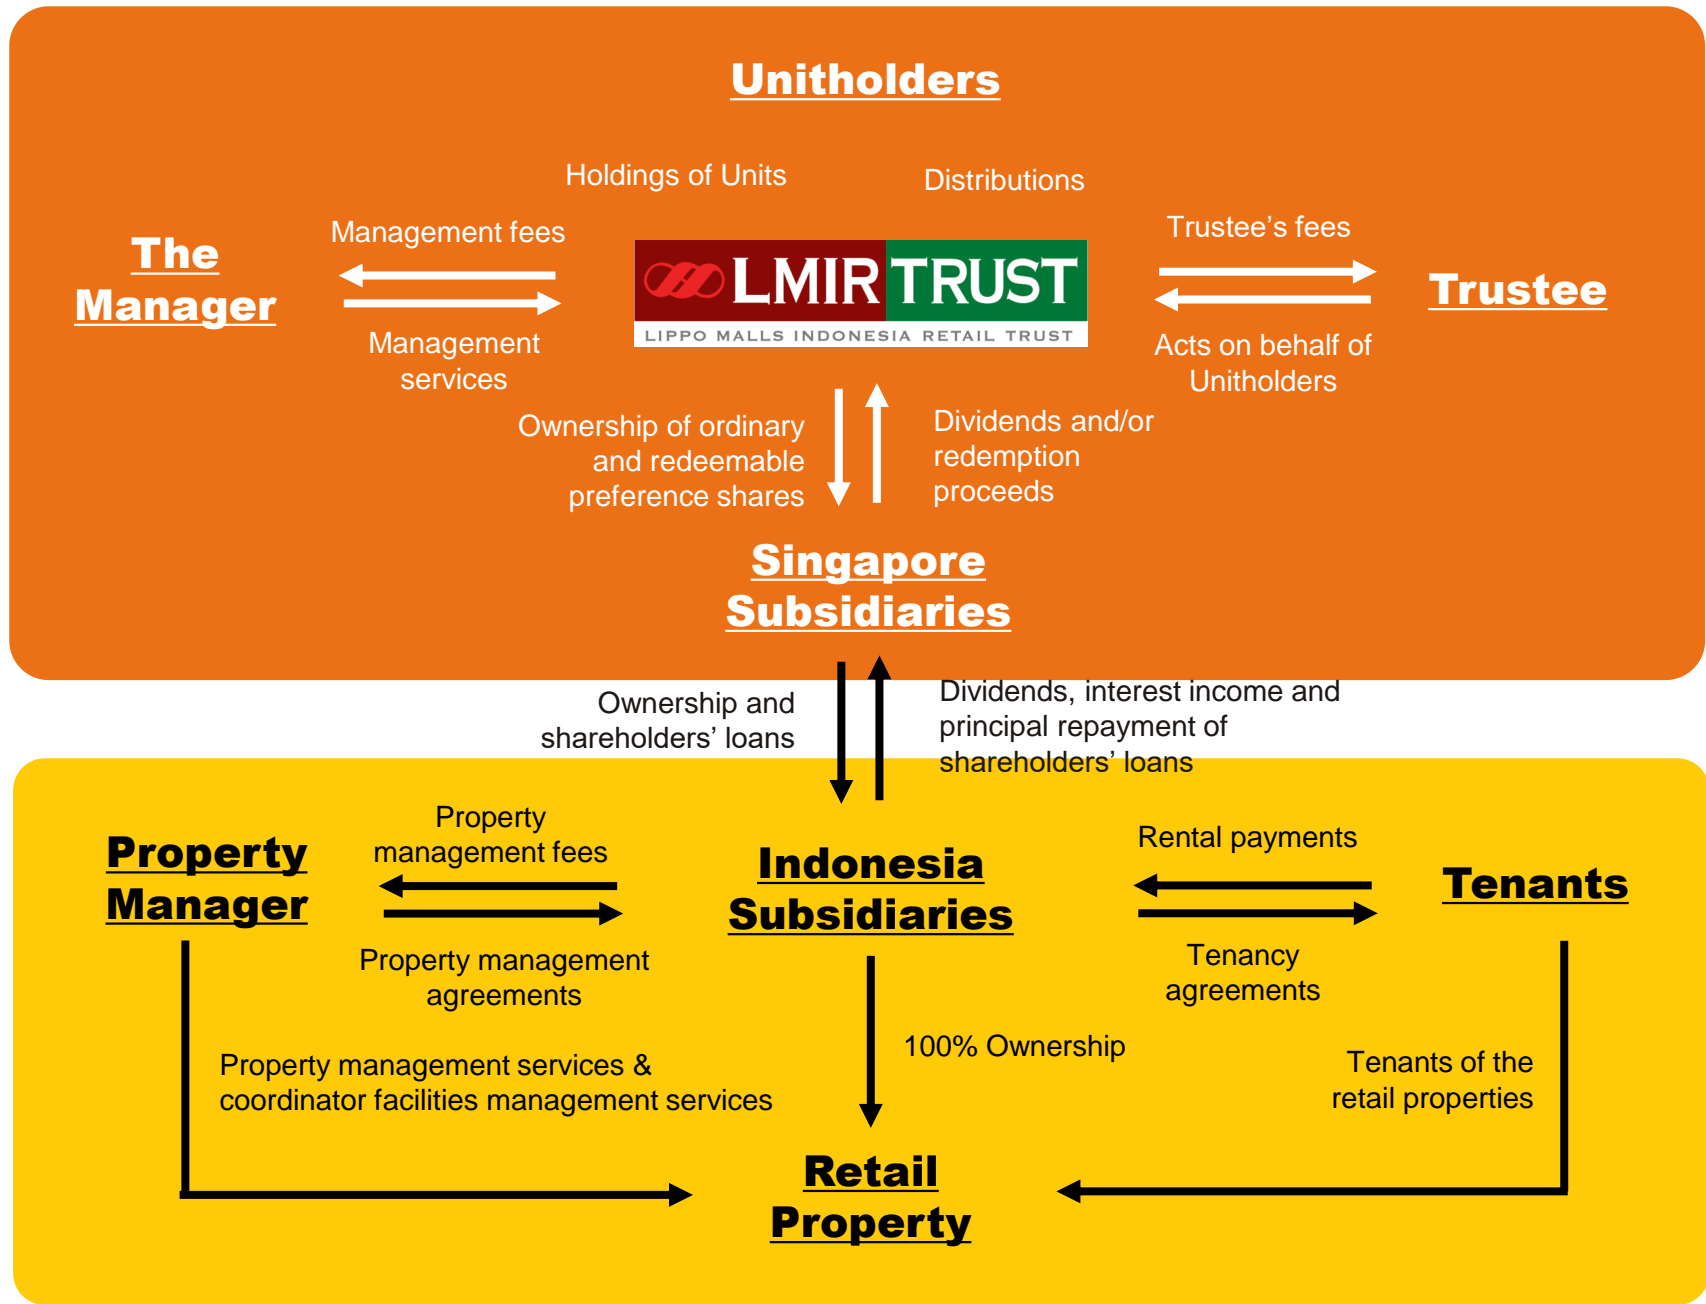 Unitholders
Holdings of Units
Distributions
Management fees
Trustee's fees
The
Manager
LMIR TRUST
LIPPO MALLS INDONESIA RETAIL TRUST
Trustee
Management
services
Acts on behalf of
Unitholders
Ownership of ordinary
and redeemable
preference shares
Dividends and/or
redemption
proceeds
Singapore
Subsidiaries
Ownership and
shareholders' loans
Dividends, interest income and
principal repayment of
shareholders' loans
Property
management fees
Rental payments
Property
Manager
Indonesia
Subsidiaries
Tenants
Property management
agreements
Tenancy
agreements
100% Ownership
Property management services &
coordinator facilities management services
Tenants of the
retail properties
Retail
Property